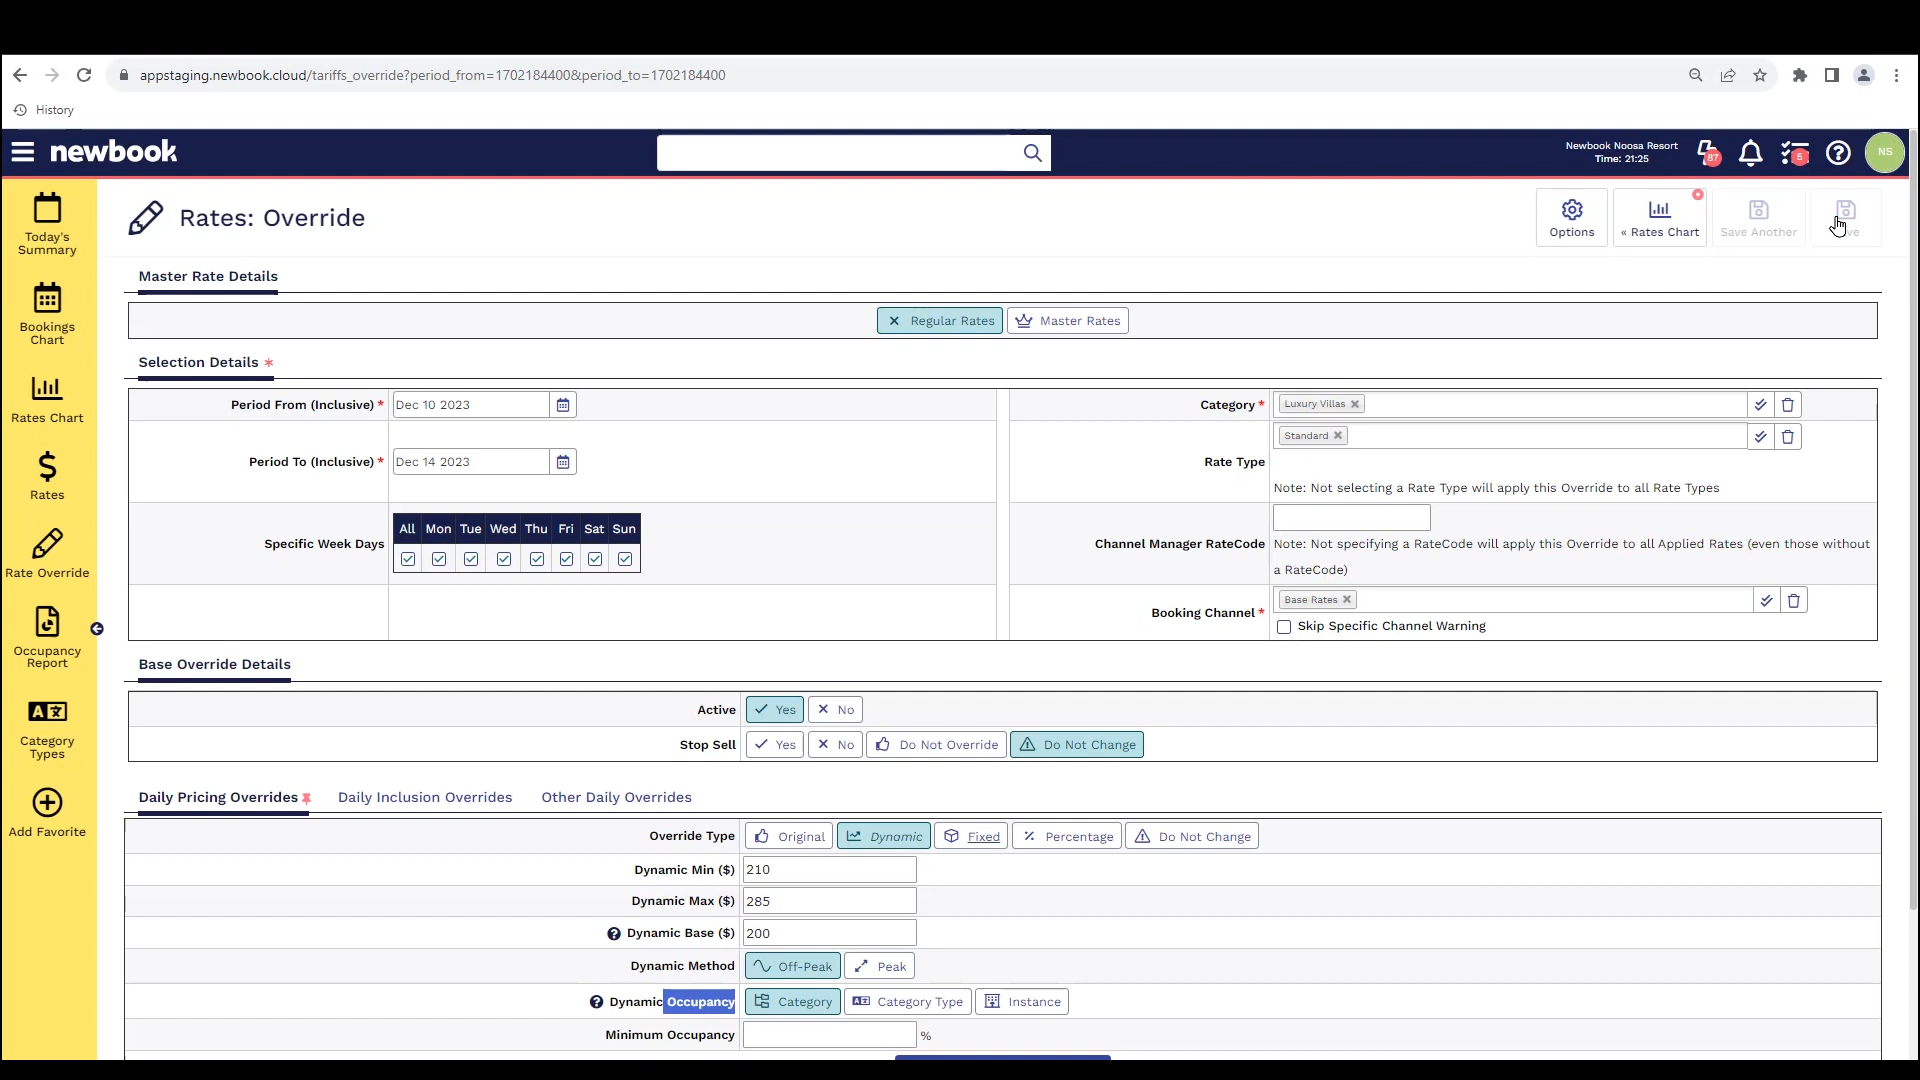 appstaging.newbook.cloud/tariffs_override?period_from=1702184400&period_to=1702184400
History
newbook
Newbook Noosa Resort
Time: 21:25
87
5
NS
Today's
Summary
Bookings
Chart
Rates Chart
Rates
Rate Override
Occupancy
Report
Category
Types
Add Favorite
Rates: Override
Options
« Rates Chart
Save Another
Master Rate Details
Regular Rates
Master Rates
Selection Details *
Period From (Inclusive) * Dec 10 2023
Category * Luxury Villas
Period To (Inclusive) * Dec 14 2023
Rate Type Standard
Note: Not selecting a Rate Type will apply this Override to all Rate Types
Specific Week Days
All Mon Tue Wed Thu Fri Sat Sun
Channel Manager RateCode
Note: Not specifying a RateCode will apply this Override to all Applied Rates (even those without
a RateCode)
Booking Channel * Base Rates
Skip Specific Channel Warning
Base Override Details
Active Yes No
Stop Sell Yes No Do Not Override Do Not Change
Daily Pricing Overrides Daily Inclusion Overrides Other Daily Overrides
Override Type Original Dynamic Fixed Percentage Do Not Change
Dynamic Min ($) 210
Dynamic Max ($) 285
Dynamic Base ($) 200
Dynamic Method Off-Peak Peak
Dynamic Occupancy Category Category Type Instance
Minimum Occupancy %